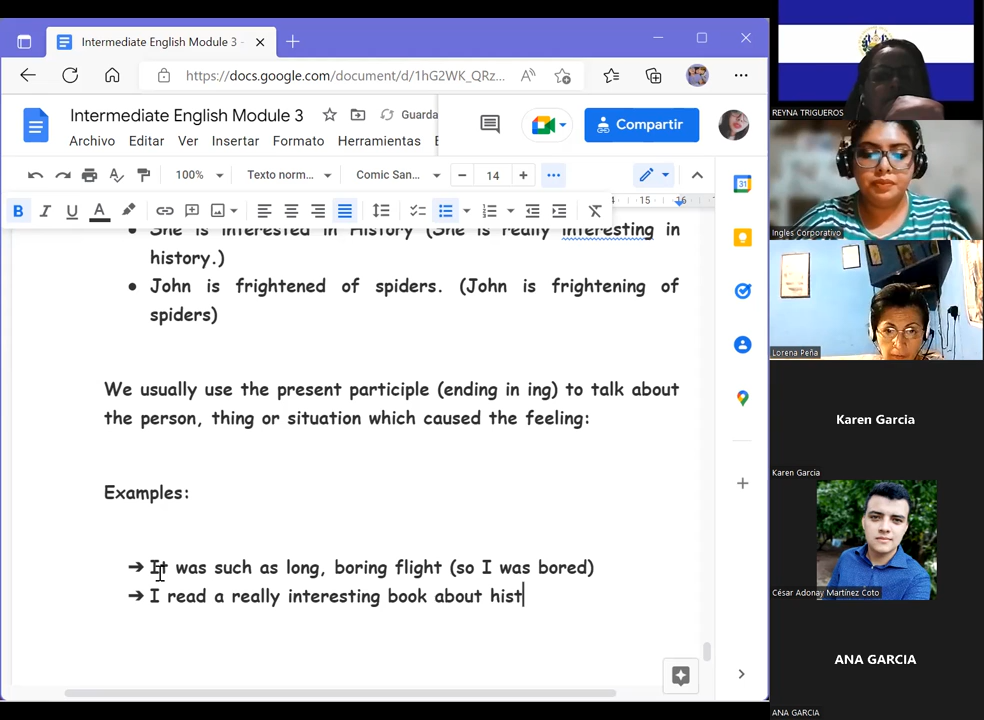 Intermediate English Module 3 -
https://docs.google.com/document/d/1hG2WK_QRz...
Intermediate English Module 3
Guarda
Archivo Editar Ver Insertar Formato Herramientas E
Compartir
100% Texto norm... Comic San... 14
15 16
She is interested in History (She is really interesting in
history.)
John is frightened of spiders. (John is frightening of
spiders)
We usually use the present participle (ending in ing) to talk about
the person, thing or situation which caused the feeling:
Examples:
➔ It was such as long, boring flight (so I was bored)
➔ I read a really interesting book about hist
REYNA TRIGUEROS
Ingles Corporativo
Lorena Peña
Karen Garcia
Karen Garcia
César Adonay Martínez Coto
ANA GARCIA
ANA GARCIA